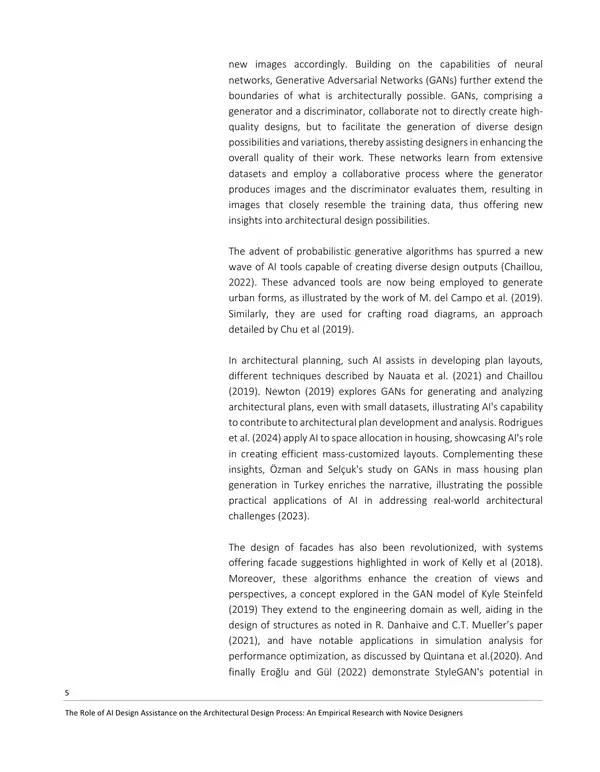 new images accordingly. Building on the capabilities of neural
networks, Generative Adversarial Networks (GANs) further extend the
boundaries of what is architecturally possible. GANs, comprising a
generator and a discriminator, collaborate not to directly create high-
quality designs, but to facilitate the generation of diverse design
possibilities and variations, thereby assisting designers in enhancing the
overall quality of their work. These networks learn from extensive
datasets and employ a collaborative process where the generator
produces images and the discriminator evaluates them, resulting in
images that closely resemble the training data, thus offering new
insights into architectural design possibilities.

The advent of probabilistic generative algorithms has spurred a new
wave of AI tools capable of creating diverse design outputs (Chaillou,
2022). These advanced tools are now being employed to generate
urban forms, as illustrated by the work of M. del Campo et al. (2019).
Similarly, they are used for crafting road diagrams, an approach
detailed by Chu et al (2019).

In architectural planning, such AI assists in developing plan layouts,
different techniques described by Nauata et al. (2021) and Chaillou
(2019). Newton (2019) explores GANs for generating and analyzing
architectural plans, even with small datasets, illustrating AI's capability
to contribute to architectural plan development and analysis. Rodrigues
et al. (2024) apply AI to space allocation in housing, showcasing AI's role
in creating efficient mass-customized layouts. Complementing these
insights, Özman and Selçuk's study on GANs in mass housing plan
generation in Turkey enriches the narrative, illustrating the possible
practical applications of AI in addressing real-world architectural
challenges (2023).

The design of facades has also been revolutionized, with systems
offering facade suggestions highlighted in work of Kelly et al (2018).
Moreover, these algorithms enhance the creation of views and
perspectives, a concept explored in the GAN model of Kyle Steinfeld
(2019) They extend to the engineering domain as well, aiding in the
design of structures as noted in R. Danhaive and C.T. Mueller’s paper
(2021), and have notable applications in simulation analysis for
performance optimization, as discussed by Quintana et al.(2020). And
finally Eroğlu and Gül (2022) demonstrate StyleGAN's potential in
5
The Role of AI Design Assistance on the Architectural Design Process: An Empirical Research with Novice Designers